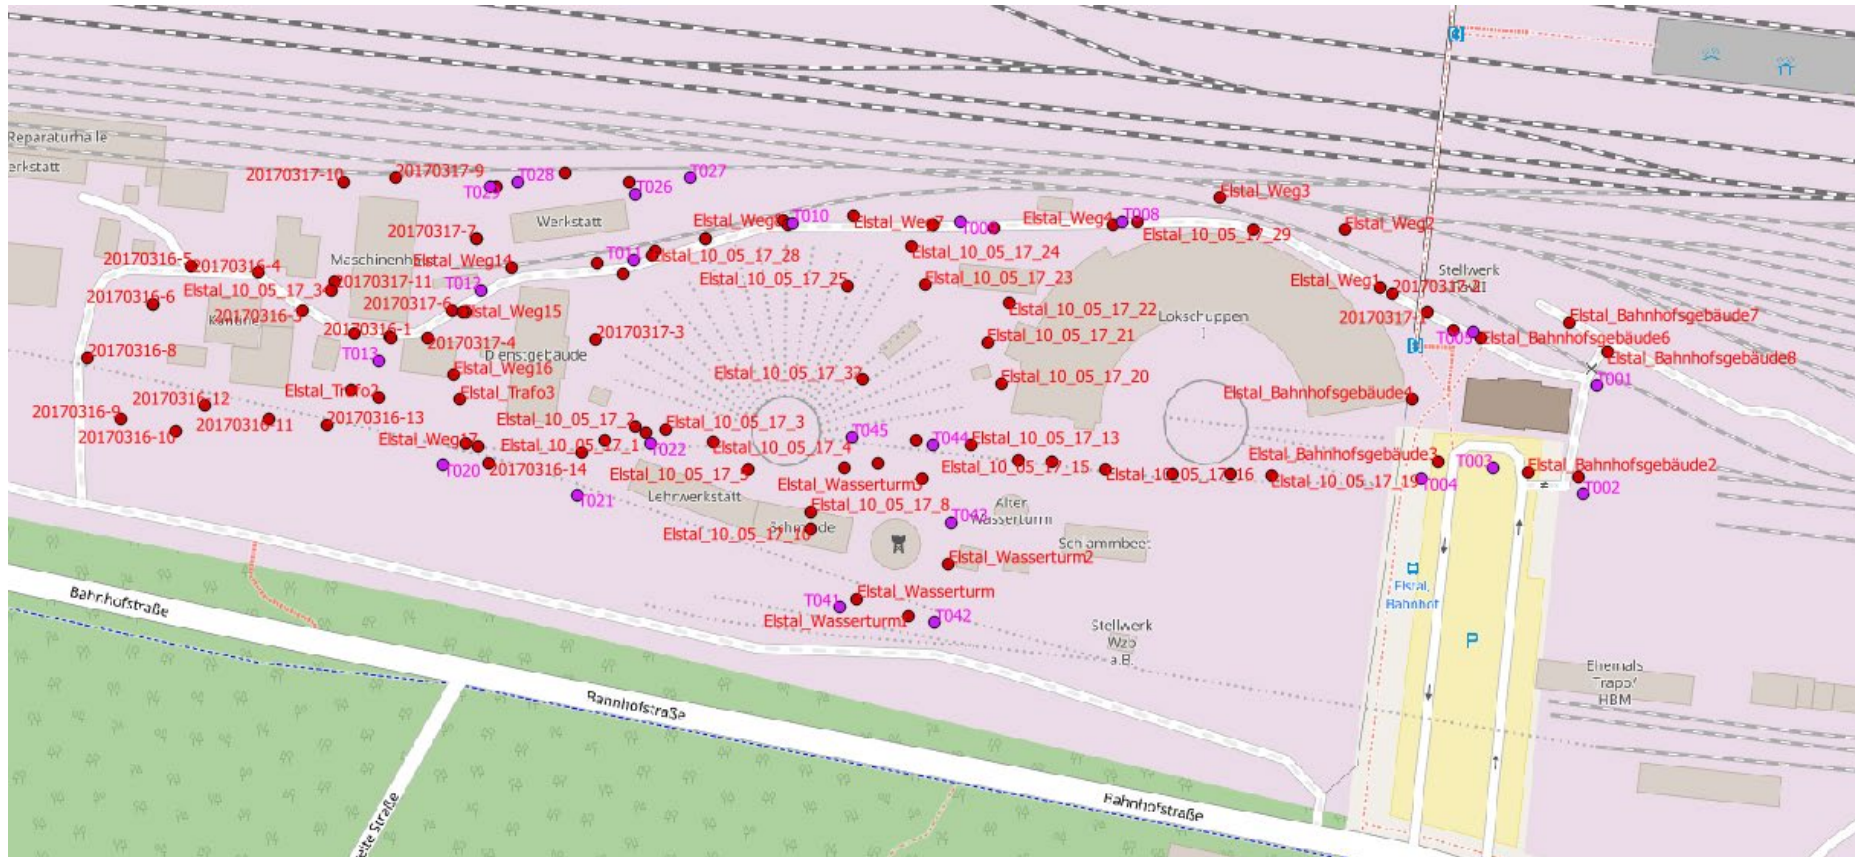 Reparaturhalle
erkstatt
20170317-10
20170317-9
T029
T028
T026
T027
Werkstatt
Elstal_Weg3
Elstal_Weg2
T010
Elstal_Weg7
Elstal_Weg4
T008
Elstal_10_05_17_29
20170317-7
Maschinenhaus
Elstal_Weg14
T011
Elstal_10_05_17_28
Elstal_10_05_17_24
Elstal_10_05_17_25
Elstal_10_05_17_23
20170316-5
20170316-4
20170317-11
Elstal_10_05_17_34
T012
Elstal_Weg1
Stellwerk
20170316-6
20170316-3
20170317-6
Elstal_Weg15
Elstal_10_05_17_22
Lokschuppen
I
20170317-1
Elstal_Bahnhofsgebäude7
20170316-1
20170317-4
20170317-3
Elstal_10_05_17_21
T005
Elstal_Bahnhofsgebäude6
20170316-8
T013
Dienstgebäude
Elstal_Bahnhofsgebäude8
Elstal_Weg16
Elstal_10_05_17_32
Elstal_10_05_17_20
T001
Elstal_Trafo2
Elstal_Trafo3
Elstal_Bahnhofsgebäude4
20170316-9
20170316-12
20170316-11
20170316-13
20170316-10
Elstal_Weg17
Elstal_10_05_17_2
Elstal_10_05_17_3
Elstal_10_05_17_1
T022
Elstal_10_05_17_4
T045
T044
Elstal_10_05_17_13
T020
20170316-14
Elstal_10_05_17_5
Elstal_Wasserturm3
Elstal_10_05_17_15
Elstal_10_05_17_16
Elstal_10_05_17_19
Elstal_Bahnhofsgebäude3
T004
T003
Elstal_Bahnhofsgebäude2
T002
T021
Lehrwerkstatt
Elstal_10_05_17_8
Schmiede
Elstal_10_05_17_10
T043
Alter
Wasserturm
Schlammbeet
Elstal_Wasserturm2
Elstal,
Bahnhof
T041
Elstal_Wasserturm
Elstal_Wasserturm1
T042
Stellwerk
Wzb
a.B.
P
Ehemals
Trapo/
HBM
Bahnhofstraße
Bahnhofstraße
Bahnhofstraße
eite Straße